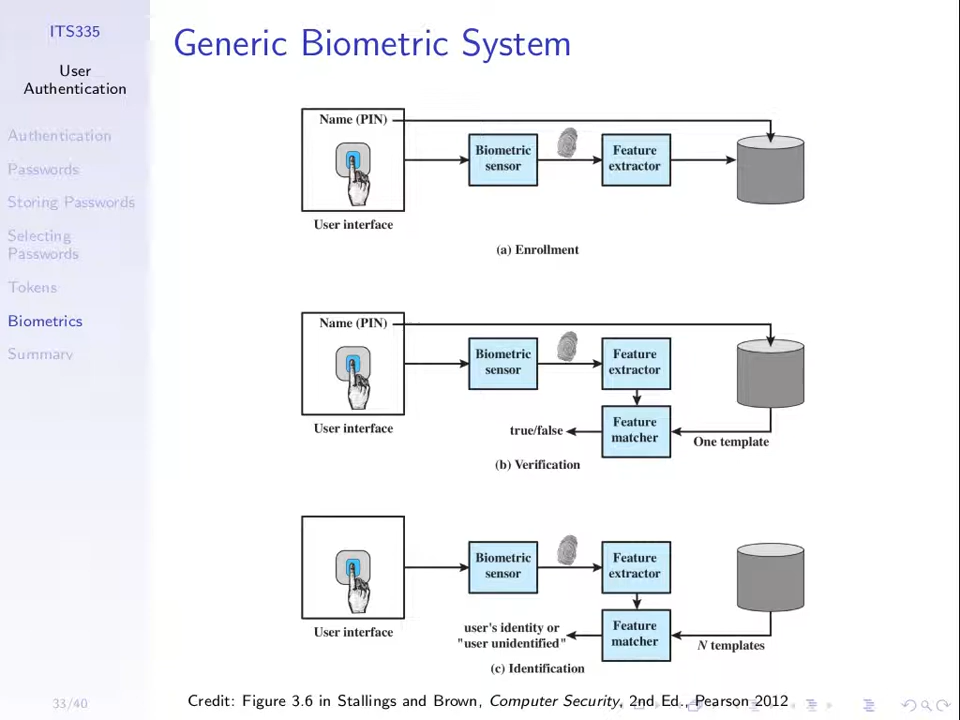 ITS335
User
Authentication
Authentication
Passwords
Storing Passwords
Selecting
Passwords
Tokens
Biometrics
Summary
33/40
Generic Biometric System
Name (PIN)
Biometric
sensor
Feature
extractor
User interface
(a) Enrollment
Name (PIN)
Biometric
sensor
Feature
extractor
User interface
true/false
Feature
matcher
One template
(b) Verification
Biometric
sensor
Feature
extractor
User interface
user's identity or
"user unidentified"
Feature
matcher
N templates
(c) Identification
Credit: Figure 3.6 in Stallings and Brown, Computer Security, 2nd Ed., Pearson 2012